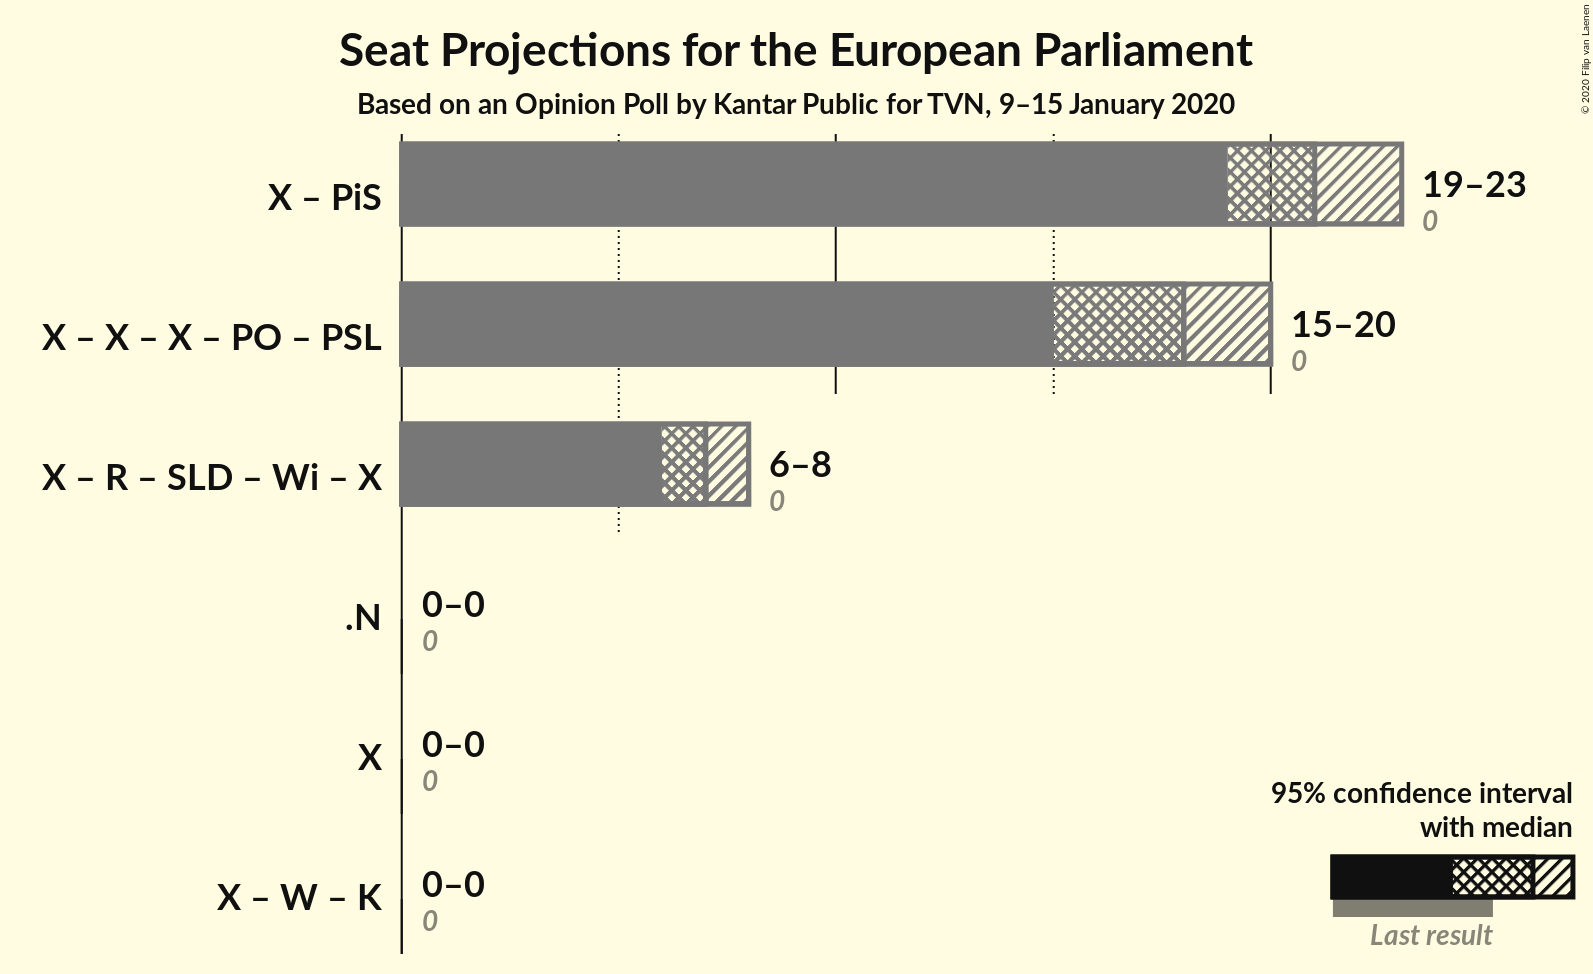 Seat Projections for the European Parliament
Based on an Opinion Poll by Kantar Public for TVN, 9–15 January 2020
© 2020 Filip van Laenen
X – PiS
19–23
0
X – X – X – PO – PSL
15–20
0
X – R – SLD – Wi – X
6–8
0
.N
0–0
0
X
0–0
0
X – W – K
0–0
0
95% confidence interval
with median
Last result